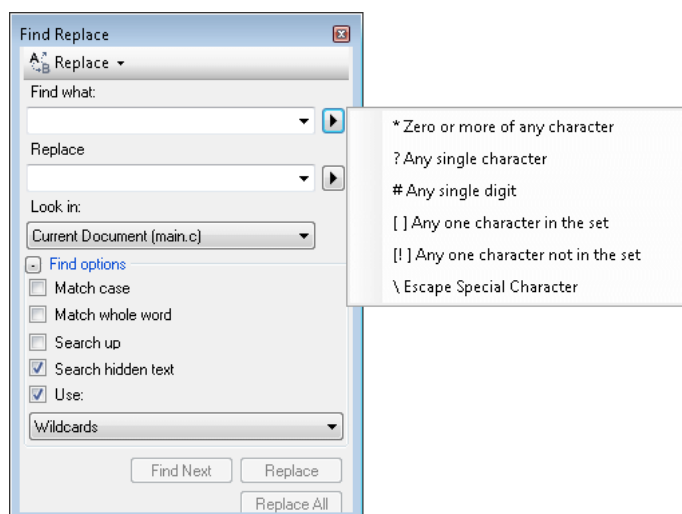 Find Replace
Replace
Find what:
* Zero or more of any character
Replace
? Any single character
# Any single digit
Look in:
[ ] Any one character in the set
Current Document (main.c)
[! ] Any one character not in the set
Find options
Match case
\ Escape Special Character
Match whole word
Search up
Search hidden text
Use:
Wildcards
Find Next
Replace
Replace All